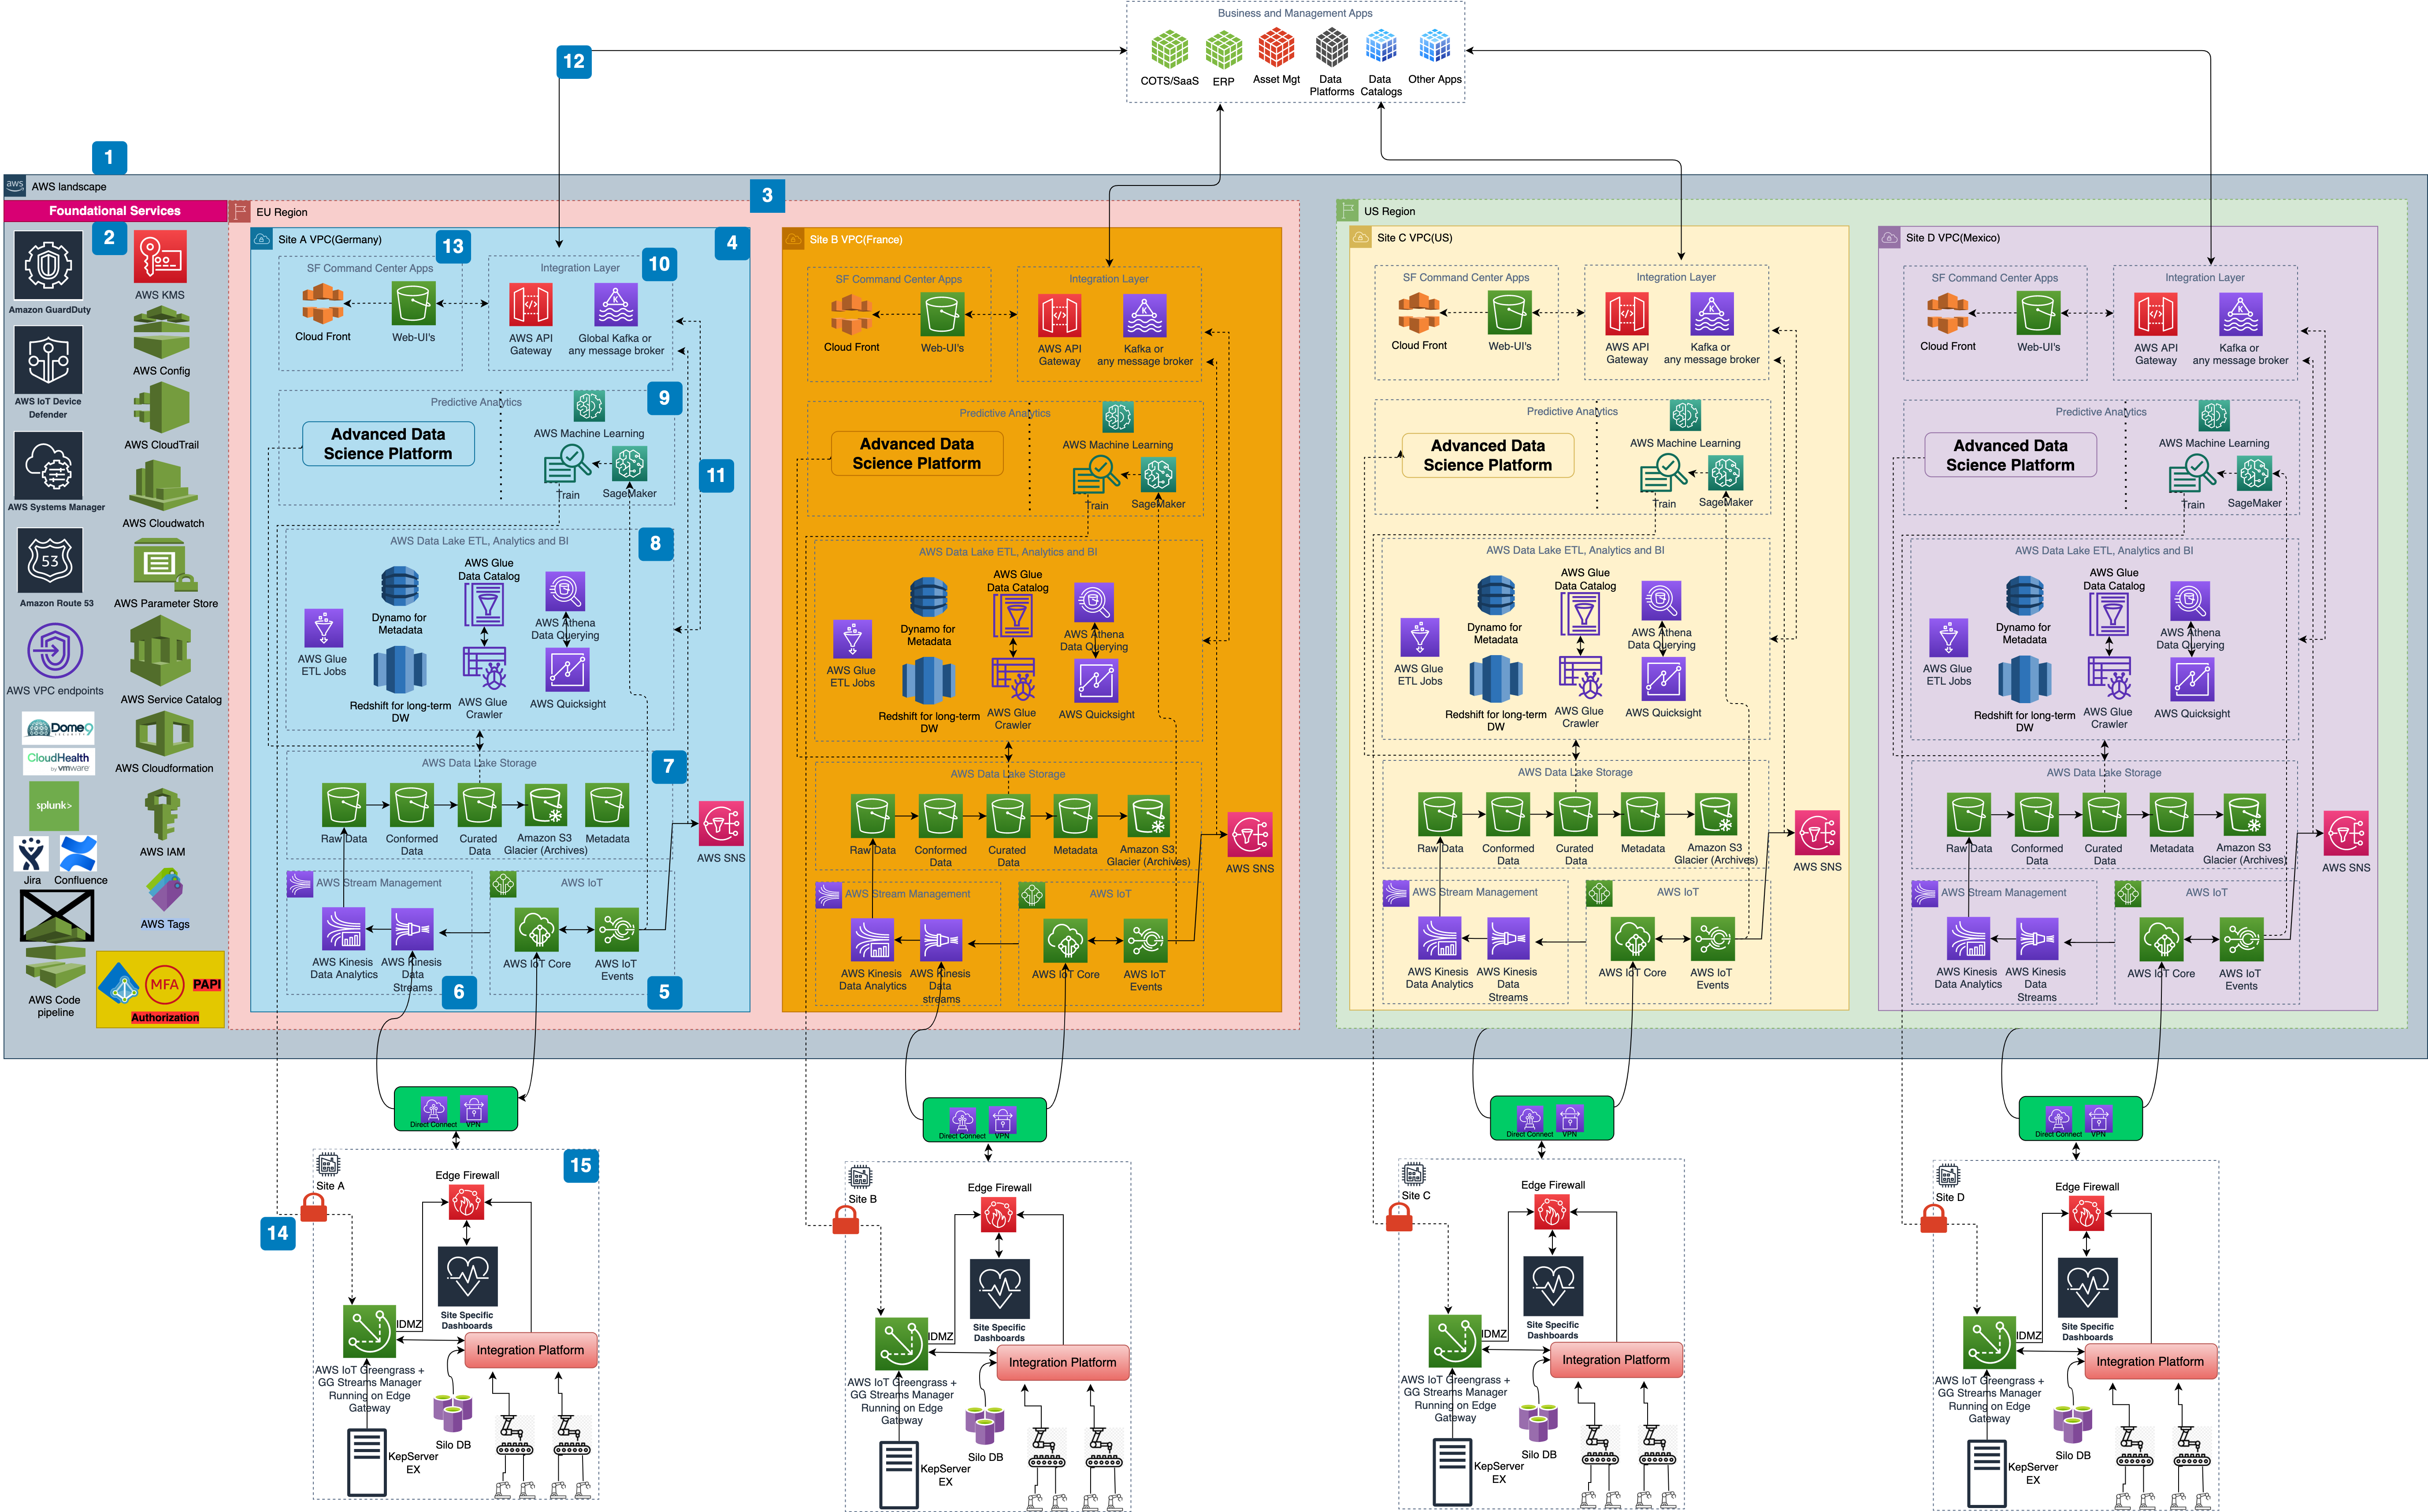 Business and Management Apps
COTS/SaaS
ERP
Asset Mgt
Data
Platforms
Data
Catalogs
Other Apps
12
1
aws
AWS landscape
3
Foundational Services
2
Amazon GuardDuty
AWS KMS
AWS IoT Device
Defender
AWS Config
AWS CloudTrail
AWS Systems Manager
AWS Cloudwatch
53
Amazon Route 53
AWS Parameter Store
AWS VPC endpoints
AWS Service Catalog
Dome9
SECURITY
CloudHealth
by vmware
AWS Cloudformation
splunk>
AWS IAM
Jira
Confluence
AWS Tags
AWS Code
pipeline
MFA
PAPI
Authorization
EU Region
Site A VPC(Germany)
13
4
SF Command Center Apps
Cloud Front
Web-UI's
Integration Layer
10
AWS API
Gateway
Global Kafka or
any message broker
Predictive Analytics
9
Advanced Data
Science Platform
AWS Machine Learning
Train
SageMaker
11
8
AWS Data Lake ETL, Analytics and BI
AWS Glue
ETL Jobs
Dynamo for
Metadata
Redshift for long-term
DW
AWS Glue
Data Catalog
AWS Glue
Crawler
AWS Athena
Data Querying
AWS Quicksight
7
AWS Data Lake Storage
Raw Data
Conformed
Data
Curated
Data
Amazon S3
Glacier (Archives)
Metadata
AWS SNS
AWS Stream Management
AWS Kinesis
Data Analytics
AWS Kinesis
Data
Streams
6
AWS IoT
AWS IoT Core
AWS IoT
Events
5
Site B VPC(France)
SF Command Center Apps
Cloud Front
Web-UI's
Integration Layer
AWS API
Gateway
Kafka or
any message broker
Predictive Analytics
Advanced Data
Science Platform
AWS Machine Learning
Train
SageMaker
AWS Data Lake ETL, Analytics and BI
AWS Glue
ETL Jobs
Dynamo for
Metadata
Redshift for long-term
DW
AWS Glue
Data Catalog
AWS Glue
Crawler
AWS Athena
Data Querying
AWS Quicksight
AWS Data Lake Storage
Raw Data
Conformed
Data
Curated
Data
Metadata
Amazon S3
Glacier (Archives)
AWS SNS
AWS Stream Management
AWS Kinesis
Data Analytics
AWS Kinesis
Data
streams
AWS IoT
AWS IoT Core
AWS IoT
Events
US Region
Site C VPC(US)
SF Command Center Apps
Cloud Front
Web-UI's
Integration Layer
AWS API
Gateway
Kafka or
any message broker
Predictive Analytics
Advanced Data
Science Platform
AWS Machine Learning
Train
SageMaker
AWS Data Lake ETL, Analytics and BI
AWS Glue
ETL Jobs
Dynamo for
Metadata
Redshift for long-term
DW
AWS Glue
Data Catalog
AWS Glue
Crawler
AWS Athena
Data Querying
AWS Quicksight
AWS Data Lake Storage
Raw Data
Conformed
Data
Curated
Data
Metadata
Amazon S3
Glacier (Archives)
AWS SNS
AWS Stream Management
AWS Kinesis
Data Analytics
AWS Kinesis
Data
Streams
AWS IoT
AWS IoT Core
AWS IoT
Events
Site D VPC(Mexico)
SF Command Center Apps
Cloud Front
Web-UI's
Integration Layer
AWS API
Gateway
Kafka or
any message broker
Predictive Analytics
Advanced Data
Science Platform
AWS Machine Learning
Train
SageMaker
AWS Data Lake ETL, Analytics and BI
AWS Glue
ETL Jobs
Dynamo for
Metadata
Redshift for long-term
DW
AWS Glue
Data Catalog
AWS Glue
Crawler
AWS Athena
Data Querying
AWS Quicksight
AWS Data Lake Storage
Raw Data
Conformed
Data
Curated
Data
Metadata
Amazon S3
Glacier (Archives)
AWS SNS
AWS Stream Management
AWS Kinesis
Data Analytics
AWS Kinesis
Data
Streams
AWS IoT
AWS IoT Core
AWS IoT
Events
Direct Connect
VPN
15
Site A
14
Edge Firewall
Site Specific
Dashboards
IDMZ
Integration Platform
AWS IoT Greengrass +
GG Streams Manager
Running on Edge
Gateway
Silo DB
KepServer
EX
Direct Connect
VPN
Site B
Edge Firewall
Site Specific
Dashboards
IDMZ
Integration Platform
AWS IoT Greengrass +
GG Streams Manager
Running on Edge
Gateway
Silo DB
KepServer
EX
Direct Connect
VPN
Site C
Edge Firewall
Site Specific
Dashboards
IDMZ
Integration Platform
AWS IoT Greengrass +
GG Streams Manager
Running on Edge
Gateway
Silo DB
KepServer
EX
Direct Connect
VPN
Site D
Edge Firewall
Site Specific
Dashboards
IDMZ
Integration Platform
AWS IoT Greengrass +
GG Streams Manager
Running on Edge
Gateway
Silo DB
KepServer
EX